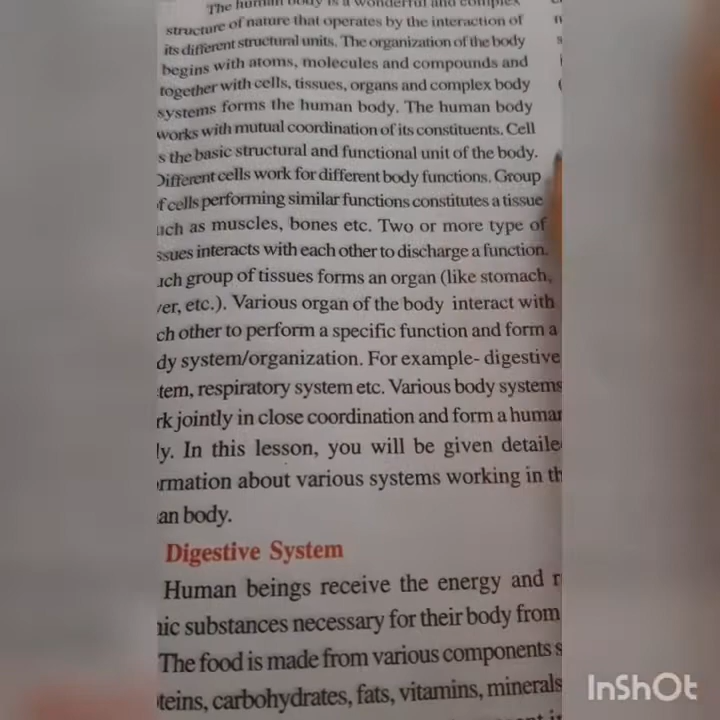 The human body is a wonderful and complex
structure of nature that operates by the interaction of
its different structural units. The organization of the body
begins with atoms, molecules and compounds and
together with cells, tissues, organs and complex body
systems forms the human body. The human body
works with mutual coordination of its constituents. Cell
s the basic structural and functional unit of the body.
Different cells work for different body functions. Group
of cells performing similar functions constitutes a tissue
uch as muscles, bones etc. Two or more type of
ssues interacts with each other to discharge a function.
uch group of tissues forms an organ (like stomach,
ver, etc.). Various organ of the body interact with
ch other to perform a specific function and form a
dy system/organization. For example- digestive
tem, respiratory system etc. Various body systems
rk jointly in close coordination and form a human
ly. In this lesson, you will be given detaile
rmation about various systems working in th
an body.
Digestive System
Human beings receive the energy and r
nic substances necessary for their body from
The food is made from various components s
teins, carbohydrates, fats, vitamins, minerals
InShOt